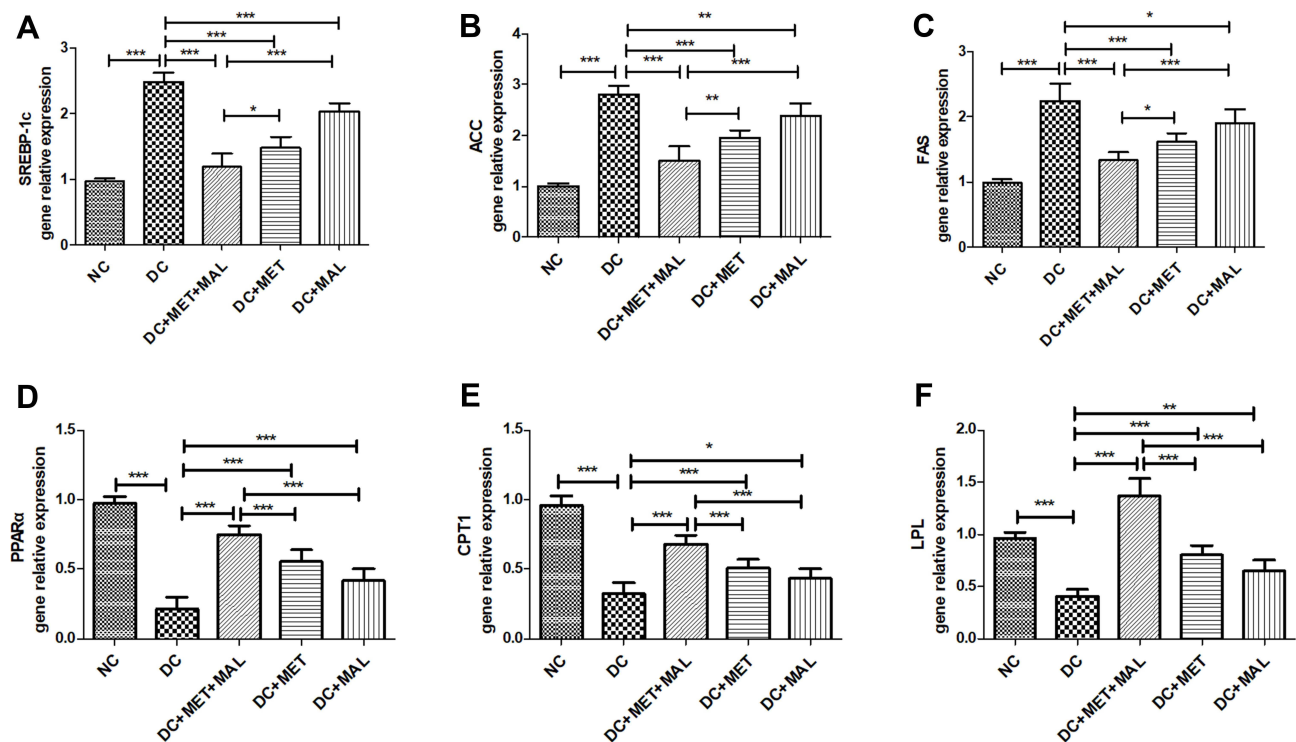 A
SREBP-1c
gene relative expression
3
2
1
0
***
***
***
***
***
*
NC
DC
DC+MET+MAL
DC+MET
DC+MAL
B
ACC
gene relative expression
4
3
2
1
0
**
***
***
***
***
**
NC
DC
DC+MET+MAL
DC+MET
DC+MAL
C
FAS
gene relative expression
3
2
1
0
*
***
***
***
***
*
NC
DC
DC+MET+MAL
DC+MET
DC+MAL
D
PPARα
gene relative expression
1.5
1.0
0.5
0.0
***
***
***
***
***
***
NC
DC
DC+MET+MAL
DC+MET
DC+MAL
E
CPT1
gene relative expression
1.5
1.0
0.5
0.0
*
***
***
***
***
***
NC
DC
DC+MET+MAL
DC+MET
DC+MAL
F
LPL
gene relative expression
2.0
1.5
1.0
0.5
0.0
**
***
***
***
***
***
NC
DC
DC+MET+MAL
DC+MET
DC+MAL